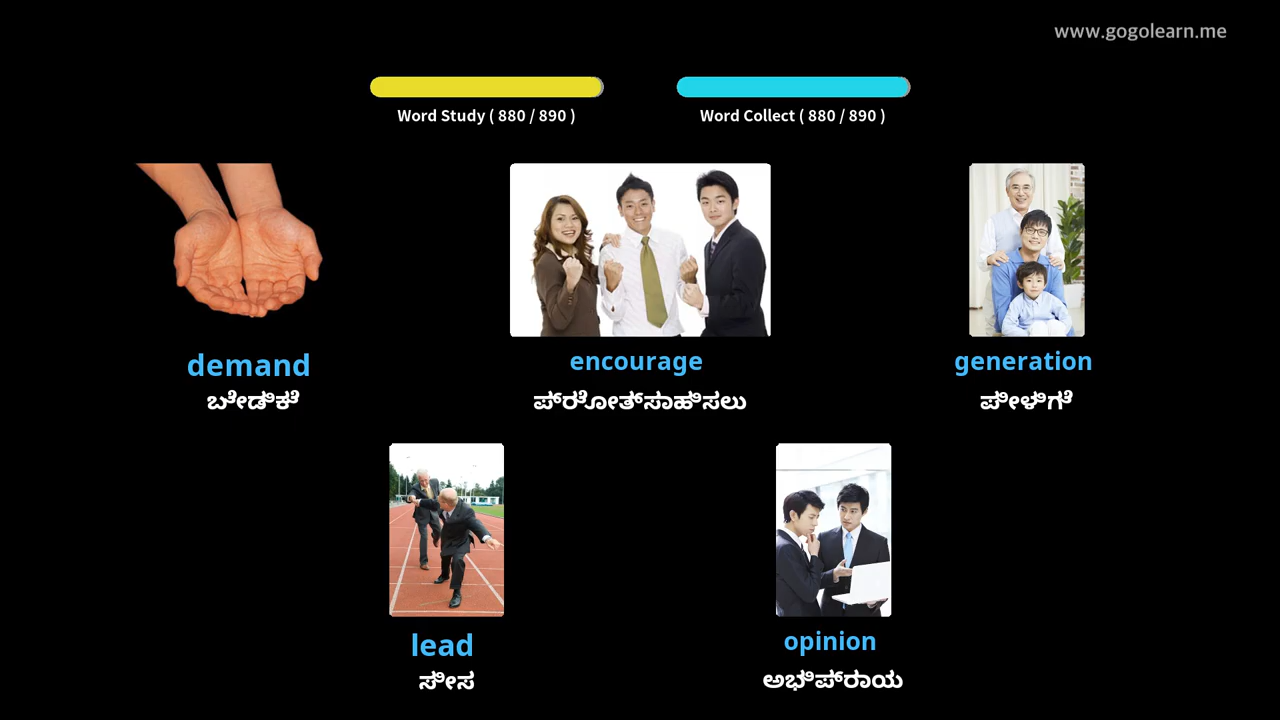 www.gogolearn.me
Word Study ( 880 / 890 )
Word Collect ( 880 / 890 )
demand
ಬೇಡಿಕೆ
encourage
ಪ್ರೋತ್ಸಾಹಿಸಲು
generation
ಪೀಳಿಗೆ
lead
ಸೀಸ
opinion
ಅಭಿಪ್ರಾಯ